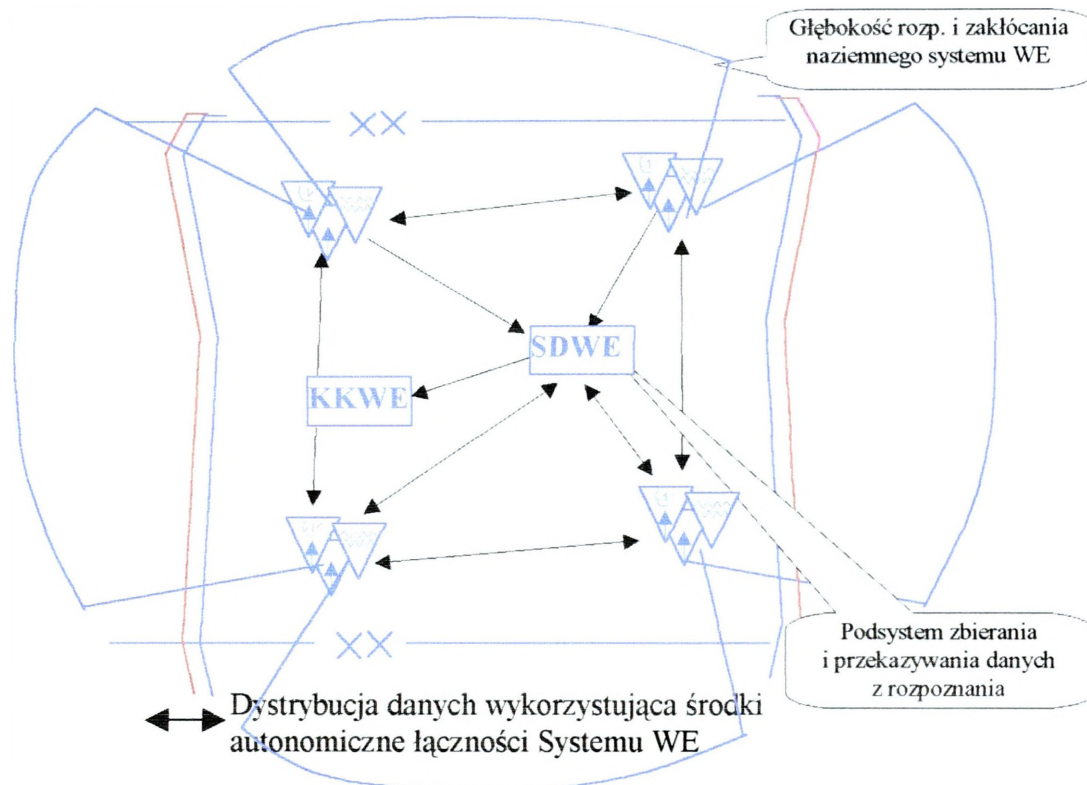 Głębokość rozp. i zakłócania
naziemnego systemu WE
XX
SDWE
KKWE
XX
Podsystem zbierania
i przekazywania danych
z rozpoznania
Dystrybucja danych wykorzystująca środki
autonomiczne łączności Systemu WE